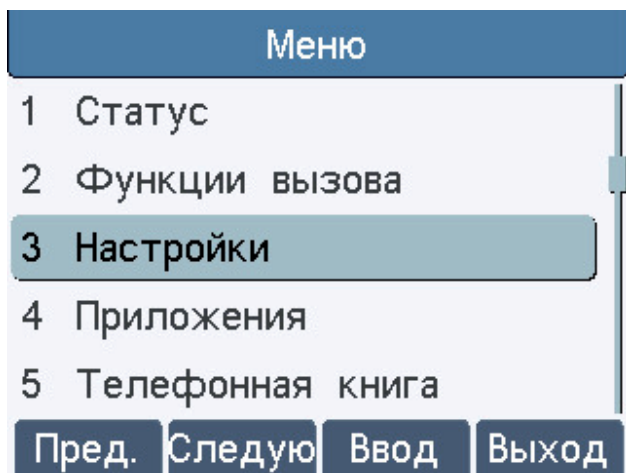 Меню
1 Статус
2 Функции вызова
3 Настройки
4 Приложения
5 Телефонная книга
Пред. Следую Ввод Выход